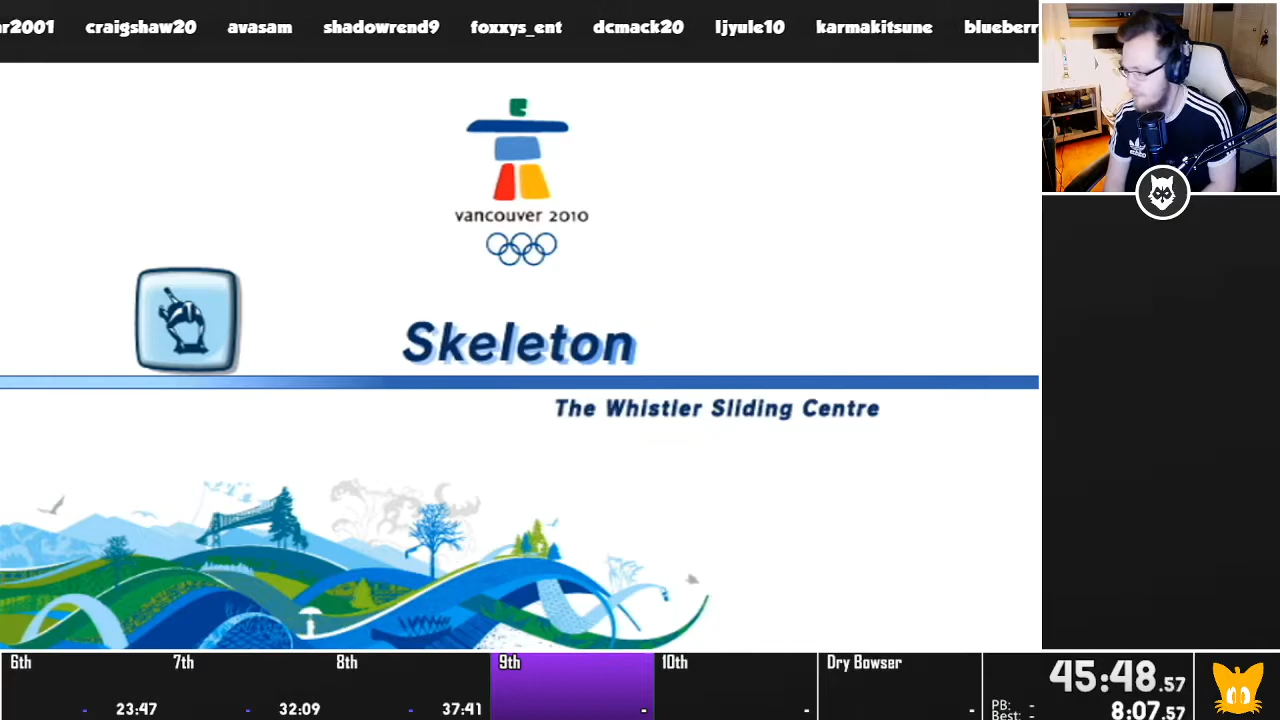 r2001 craigshaw20 avasam shadowrend9 foxxys_ent dcmack20 ljyule10 karmakitsune blueberr
vancouver 2010
Skeleton
The Whistler Sliding Centre
adidas
6th 7th 8th 9th 10th Dry Bowser
- 23:47 - 32:09 - 37:41 - - -
45:48.57
PB: -
Best: - 8:07.57